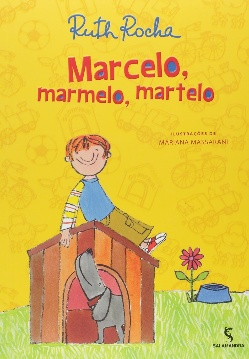 Ruth Rocha
Marcelo,
marmelo, martelo
ILUSTRAÇÕES DE
MARIANA MASSARANI
SALAMANDRA